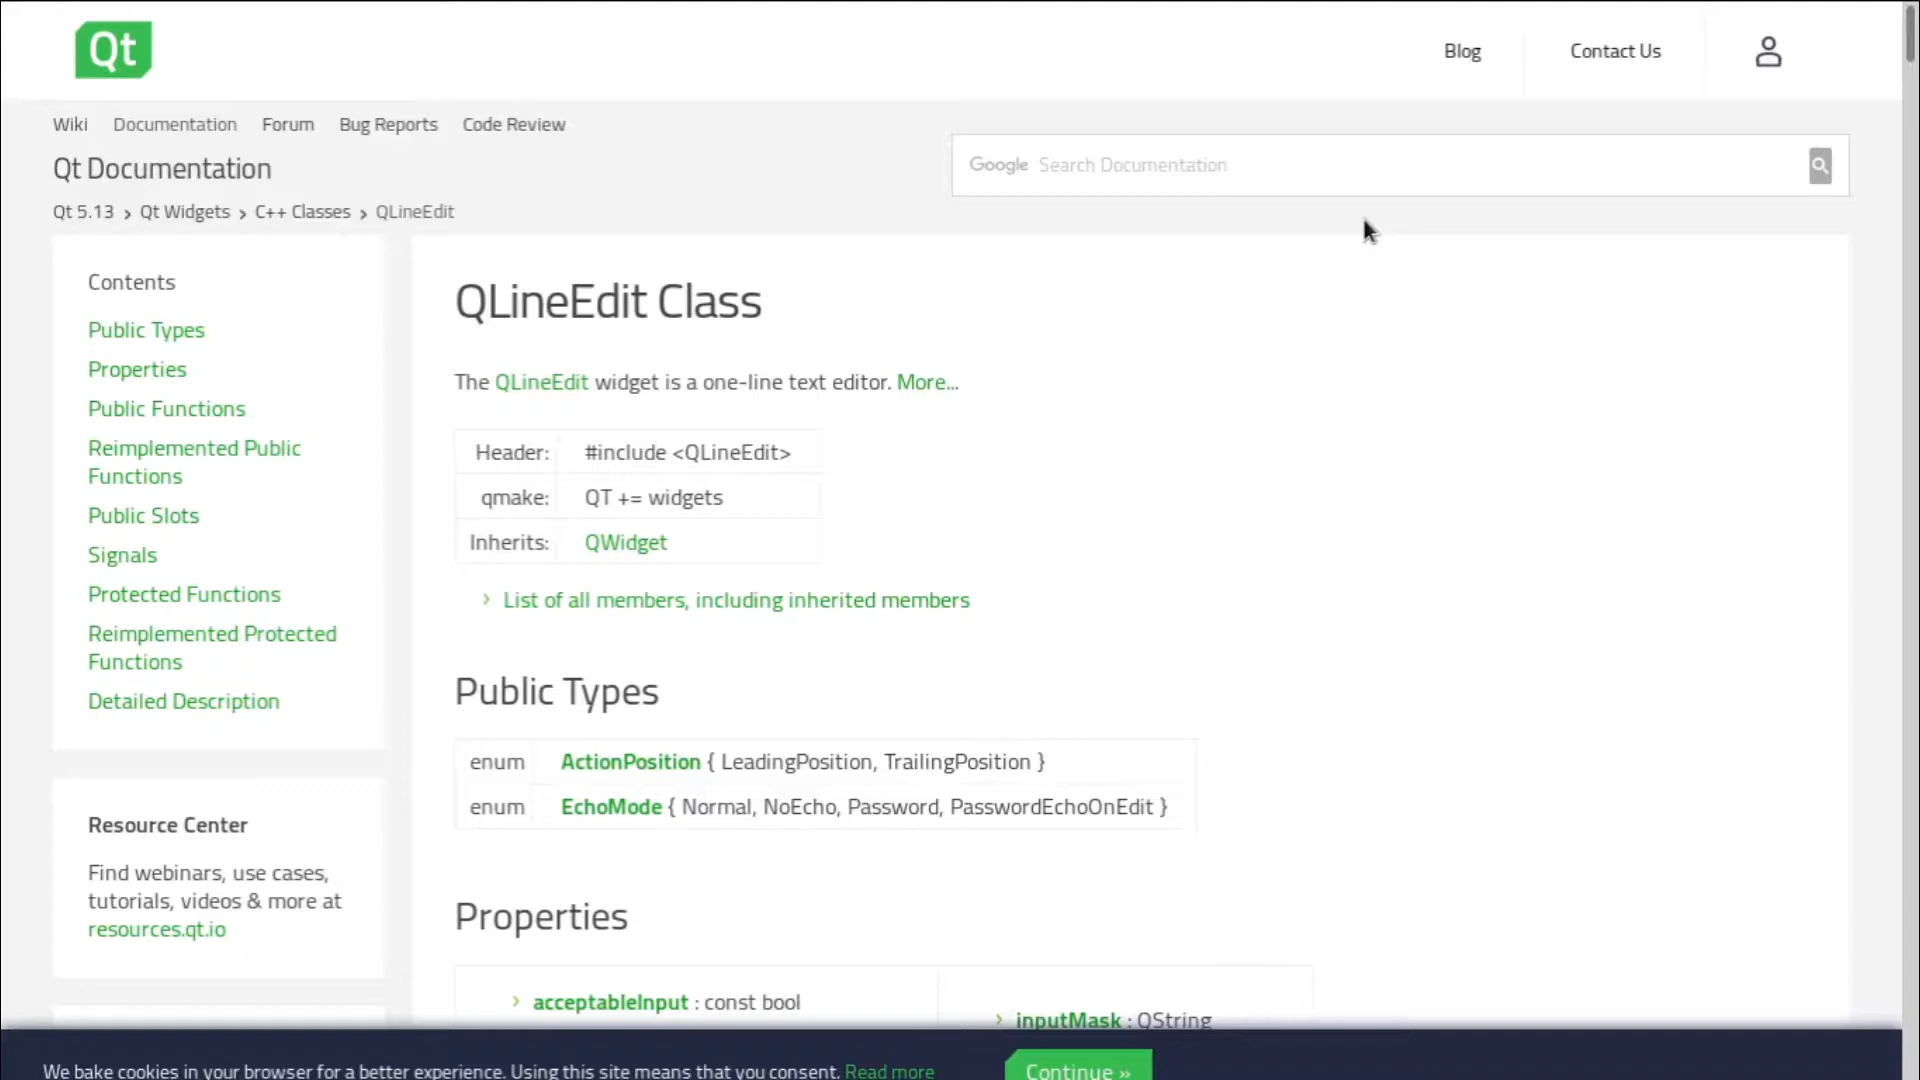 Qt
Blog
Contact Us
Wiki Documentation Forum Bug Reports Code Review
Google Search Documentation
Qt Documentation
Qt 5.13 › Qt Widgets › C++ Classes › QLineEdit
Contents
Public Types
Properties
Public Functions
Reimplemented Public
Functions
Public Slots
Signals
Protected Functions
Reimplemented Protected
Functions
Detailed Description
Resource Center
Find webinars, use cases,
tutorials, videos & more at
resources.qt.io
QLineEdit Class
The QLineEdit widget is a one-line text editor. More...
Header: #include <QLineEdit>
qmake: QT += widgets
Inherits: QWidget
› List of all members, including inherited members
Public Types
enum ActionPosition { LeadingPosition, TrailingPosition }
enum EchoMode { Normal, NoEcho, Password, PasswordEchoOnEdit }
Properties
› acceptableInput : const bool
› inputMask : QString
We bake cookies in your browser for a better experience. Using this site means that you consent. Read more
Continue »